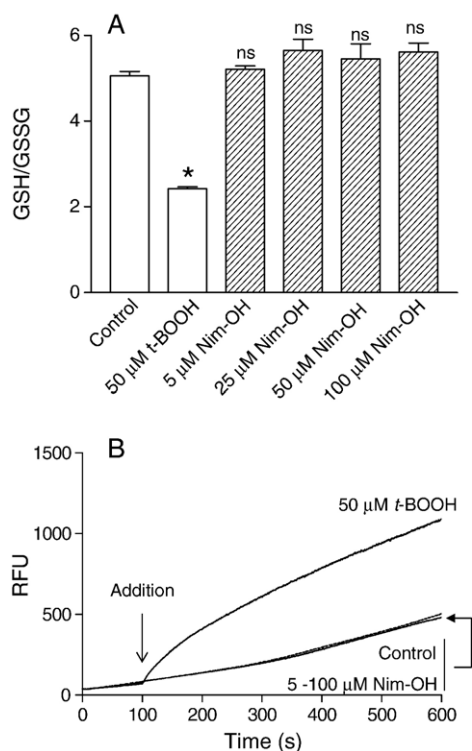 A
6
4
2
0
GSH/GSSG
*
ns
ns
ns
ns
Control
50 μM t-BOOH
5 μM Nim-OH
25 μM Nim-OH
50 μM Nim-OH
100 μM Nim-OH
B
1500
1000
500
0
RFU
50 μM t-BOOH
Addition
Control
5 -100 μM Nim-OH
0 100 200 300 400 500 600
Time (s)